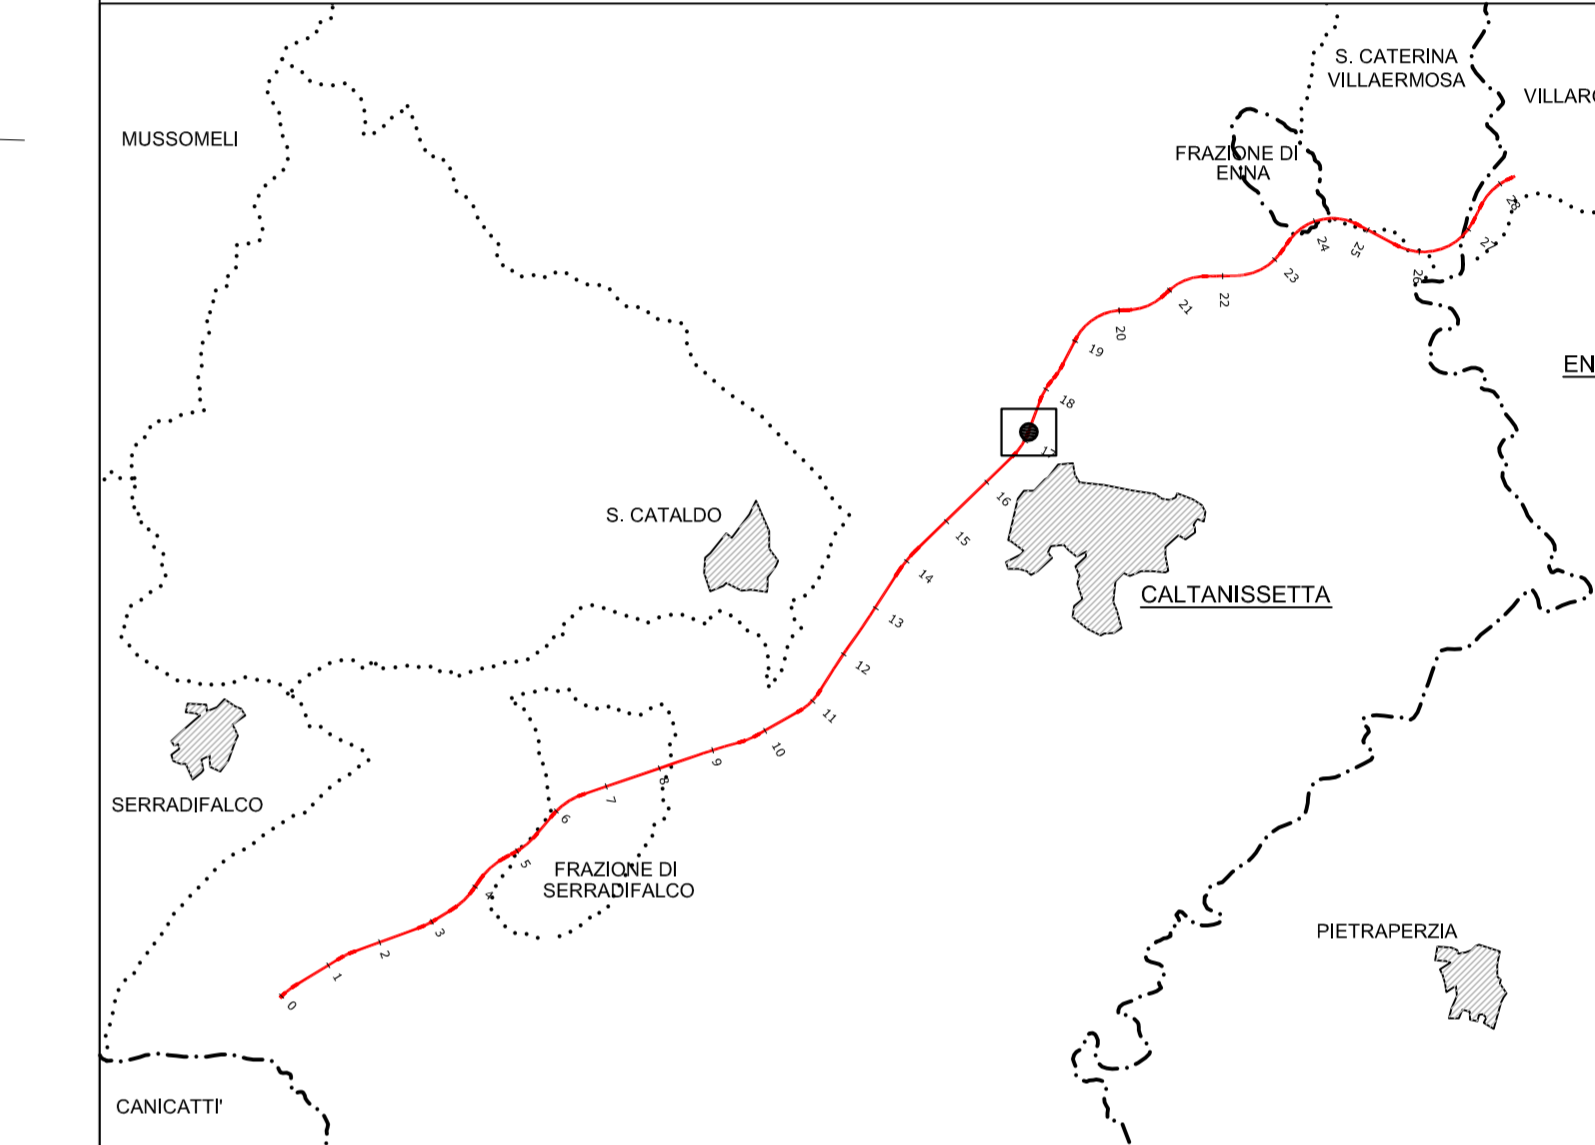 S. CATERINA
VILLAERMOSA
MUSSOMELI
FRAZIONE DI
ENNA
28
27
26
25
24
23
22
21
20
19
18
17
16
15
14
13
12
11
10
9
8
7
6
5
4
3
2
1
0
S. CATALDO
CALTANISSETTA
SERRADIFALCO
FRAZIONE DI
SERRADIFALCO
PIETRAPERZIA
CANICATTI'